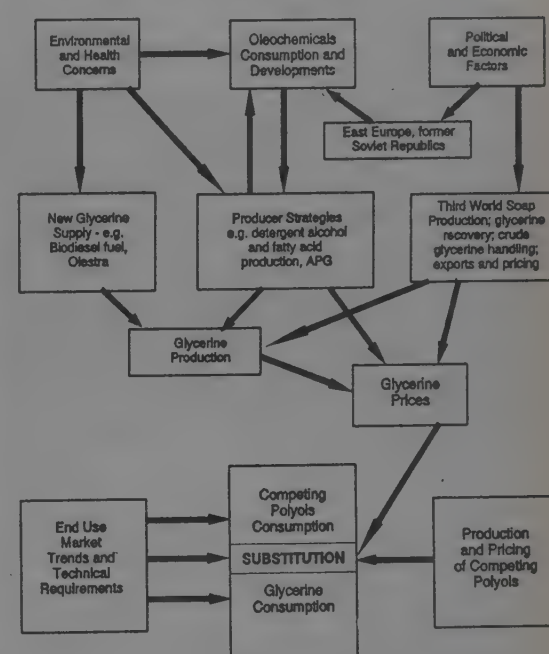 Environmental
and Health
Concerns
Oleochemicals
Consumption and
Developments
Political
and Economic
Factors
East Europe, former
Soviet Republics
New Glycerine
Supply - e.g.
Biodiesel fuel,
Olestra
Producer Strategies
e.g. detergent alcohol
and fatty acid
production, APG
Third World Soap
Production; glycerine
recovery; crude
glycerine handling;
exports and pricing
Glycerine
Production
Glycerine
Prices
End Use
Market
Trends and
Technical
Requirements
Competing
Polyols
Consumption
SUBSTITUTION
Glycerine
Consumption
Production
and Pricing
of Competing
Polyols